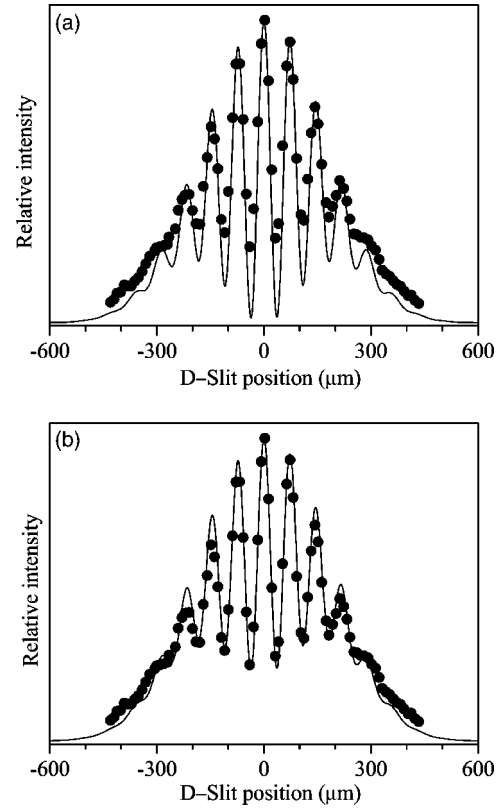 (a)
Relative intensity
-600 -300 0 300 600
D–Slit position (μm)
(b)
Relative intensity
-600 -300 0 300 600
D–Slit position (μm)